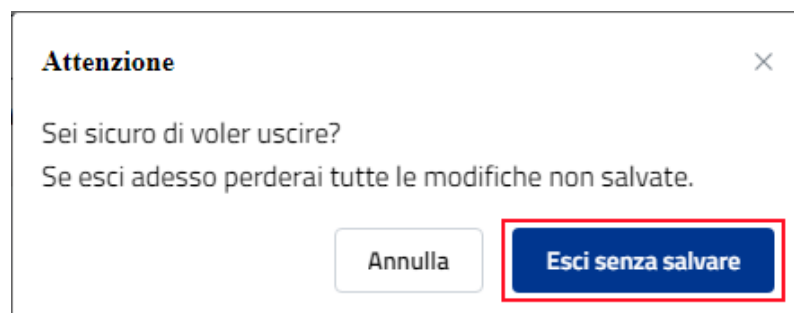 Attenzione
Sei sicuro di voler uscire?
Se esci adesso perderai tutte le modifiche non salvate.
Annulla
Esci senza salvare